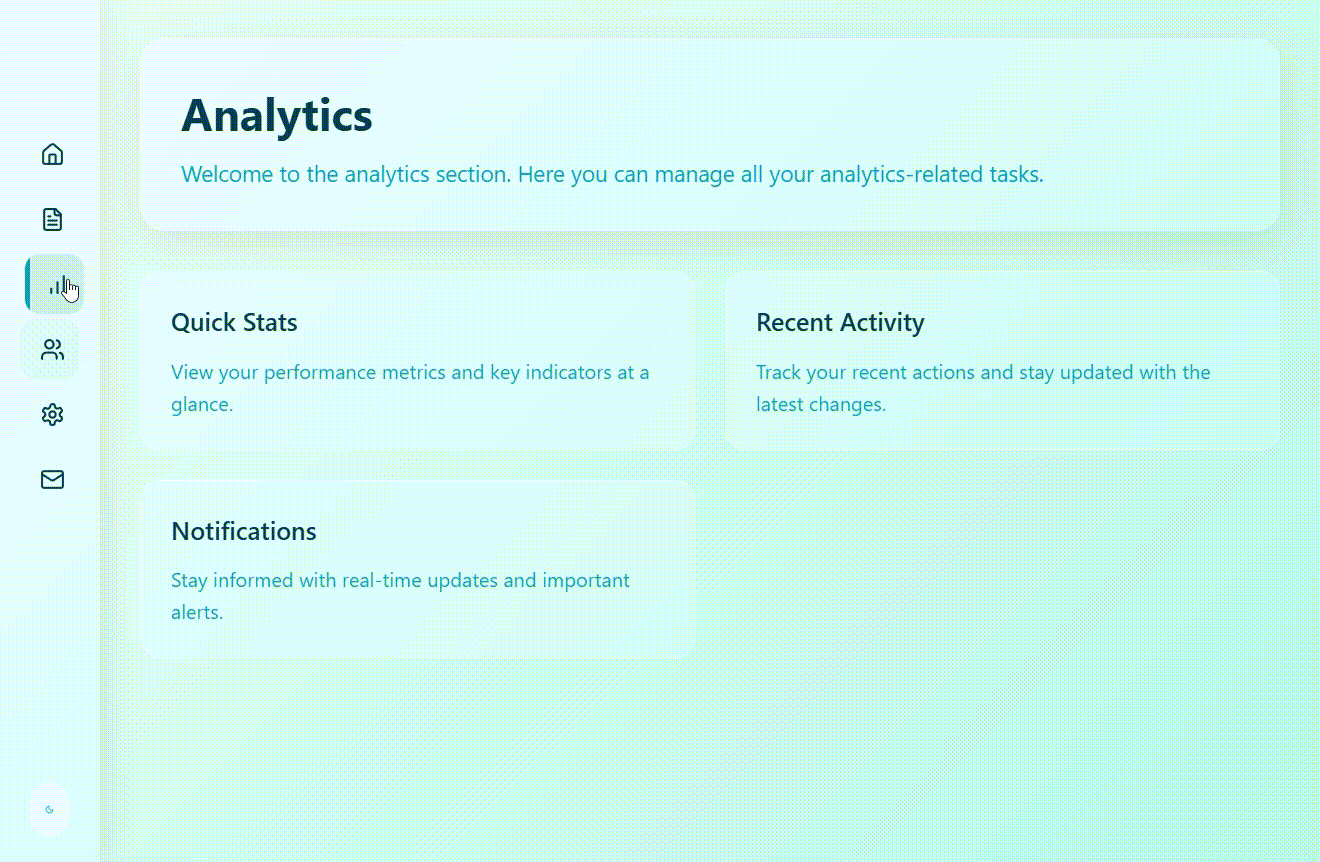 Analytics
Welcome to the analytics section. Here you can manage all your analytics-related tasks.
Quick Stats
View your performance metrics and key indicators at a
glance.
Recent Activity
Track your recent actions and stay updated with the
latest changes.
Notifications
Stay informed with real-time updates and important
alerts.